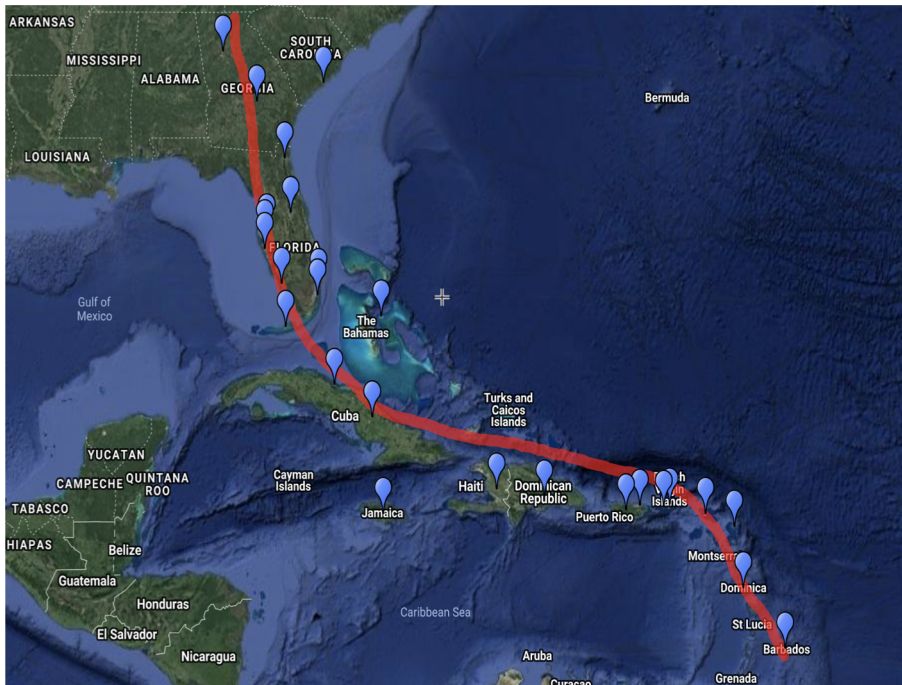 ARKANSAS
SOUTH
CAROLINA
MISSISSIPPI
ALABAMA
GEORGIA
Bermuda
LOUISIANA
FLORIDA
Gulf of
Mexico
The
Bahamas
Turks and
Caicos
Islands
Cuba
YUCATAN
CAMPECHE
QUINTANA
ROO
Cayman
Islands
Haiti
Dominican
Republic
Islands
TABASCO
Jamaica
Puerto Rico
HIAPAS
Belize
Montserr
Guatemala
Dominica
Honduras
Caribbean Sea
El Salvador
St Lucia
Nicaragua
Barbados
Aruba
Curacao
Grenada